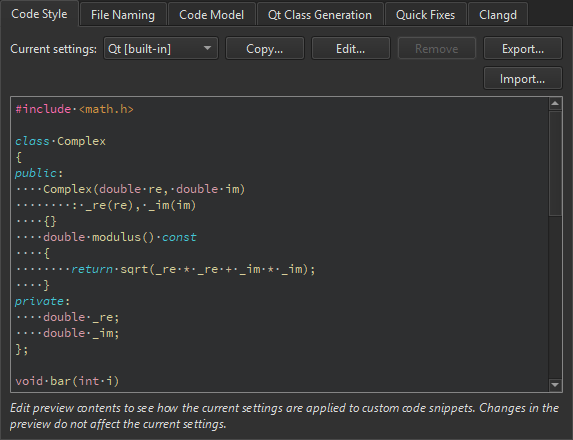 Code Style File Naming Code Model Qt Class Generation Quick Fixes Clangd
Current settings: Qt [built-in] Copy... Edit... Remove Export...
Import...
#include·<math.h>
class·Complex
{
public:
····Complex(double·re,·double·im)
········:·_re(re),·_im(im)
····{}
····double·modulus()·const
····{
········return·sqrt(_re·*·_re·+·_im·*·_im);
····}
private:
····double·_re;
····double·_im;
};
void·bar(int·i)
Edit preview contents to see how the current settings are applied to custom code snippets. Changes in the
preview do not affect the current settings.